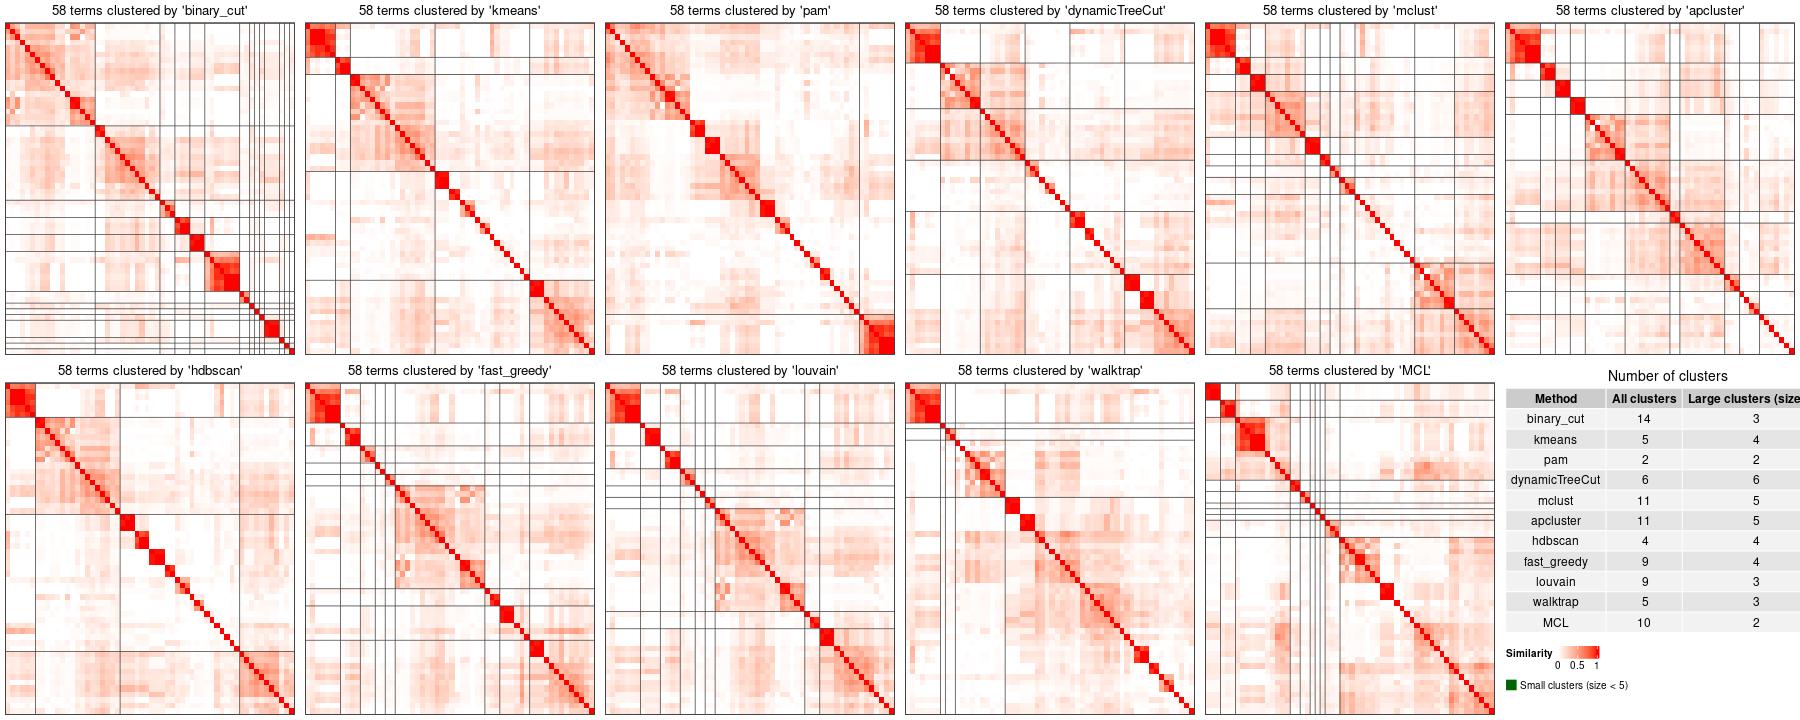 58 terms clustered by 'binary_cut'
58 terms clustered by 'kmeans'
58 terms clustered by 'pam'
58 terms clustered by 'dynamicTreeCut'
58 terms clustered by 'mclust'
58 terms clustered by 'apcluster'
58 terms clustered by 'hdbscan'
58 terms clustered by 'fast_greedy'
58 terms clustered by 'louvain'
58 terms clustered by 'walktrap'
58 terms clustered by 'MCL'
Number of clusters
Method All clusters Large clusters (size
binary_cut 14 3
kmeans 5 4
pam 2 2
dynamicTreeCut 6 6
mclust 11 5
apcluster 11 5
hdbscan 4 4
fast_greedy 9 4
louvain 9 3
walktrap 5 3
MCL 10 2
Similarity
0 0.5 1
Small clusters (size < 5)